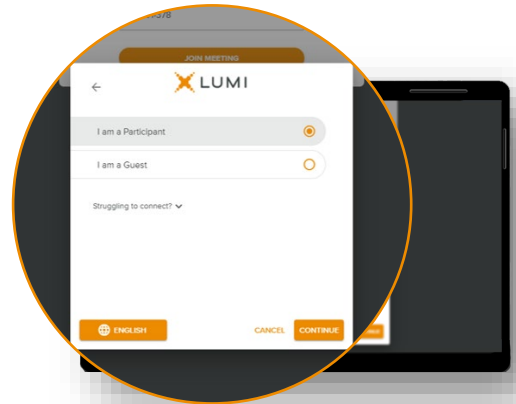 JOIN MEETING
LUMI
I am a Participant
I am a Guest
Struggling to connect?
ENGLISH
CANCEL
CONTINUE